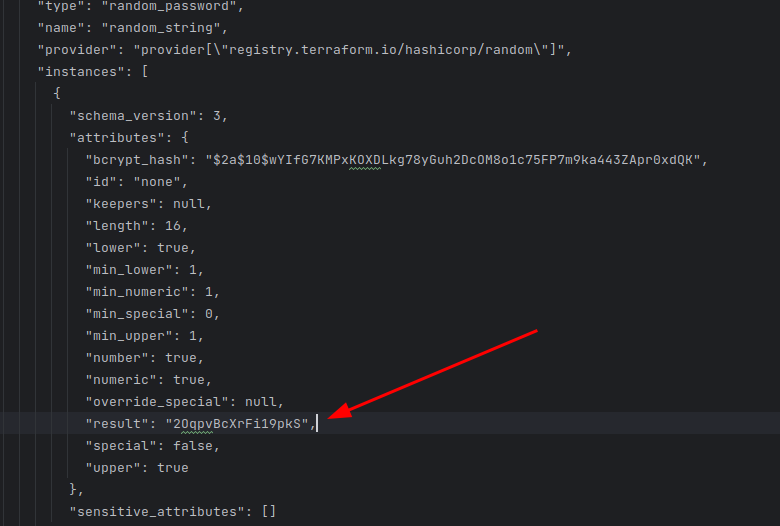 "type": "random_password",
"name": "random_string",
"provider": "provider[\"registry.terraform.io/hashicorp/random\"]",
"instances": [
{
"schema_version": 3,
"attributes": {
"bcrypt_hash": "$2a$10$wYIfG7KMPxKOXDLkg78yGuh2DcOM8o1c75FP7m9ka443ZApr0xdQK",
"id": "none",
"keepers": null,
"length": 16,
"lower": true,
"min_lower": 1,
"min_numeric": 1,
"min_special": 0,
"min_upper": 1,
"number": true,
"numeric": true,
"override_special": null,
"result": "2OqpvBcXrFi19pkS",
"special": false,
"upper": true
},
"sensitive_attributes": []